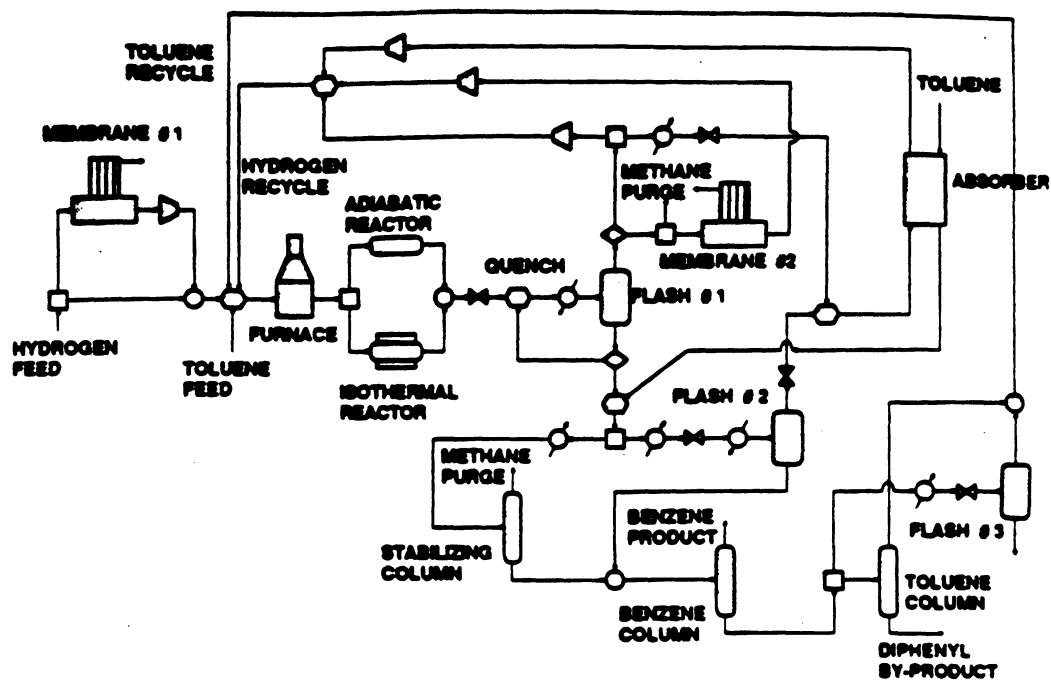 TOLUENE
RECYCLE
TOLUENE
MEMBRANE #1
HYDROGEN
RECYCLE
METHANE
PURGE
ABSORBER
ADIABATIC
REACTOR
QUENCH
MEMBRANE #2
FLASH #1
FURNACE
HYDROGEN
FEED
TOLUENE
FEED
ISOTHERMAL
REACTOR
FLASH #2
METHANE
PURGE
BENZENE
PRODUCT
FLASH #3
STABILIZING
COLUMN
TOLUENE
COLUMN
BENZENE
COLUMN
DIPHENYL
BY-PRODUCT